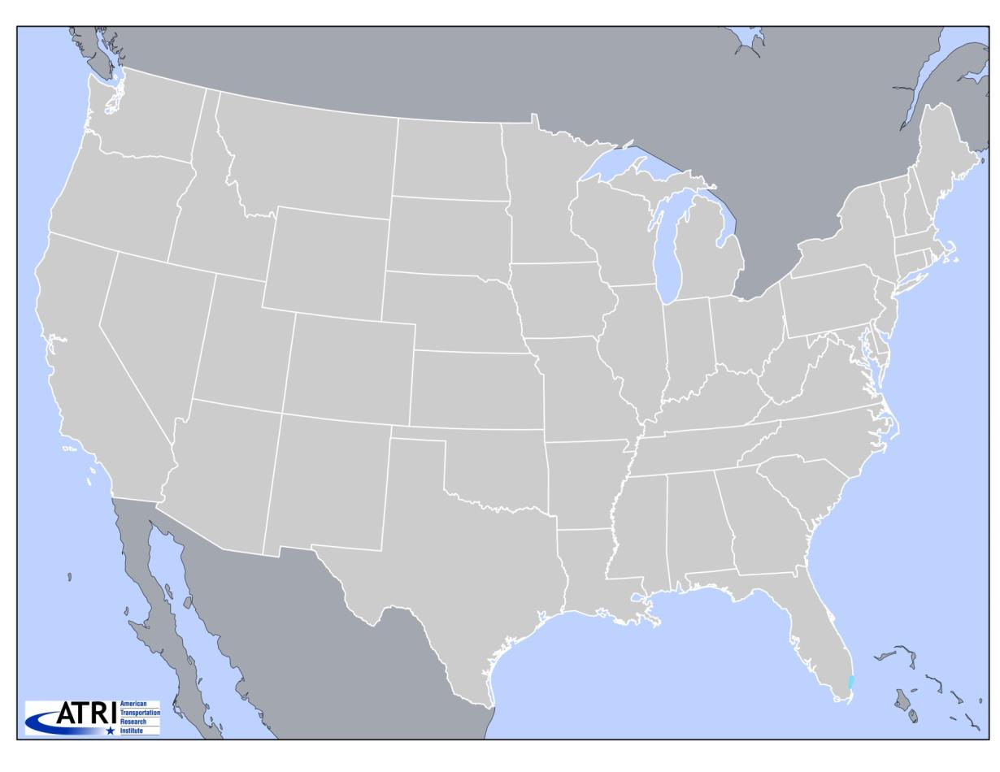 ATRI
American
Transportation
Research
Institute